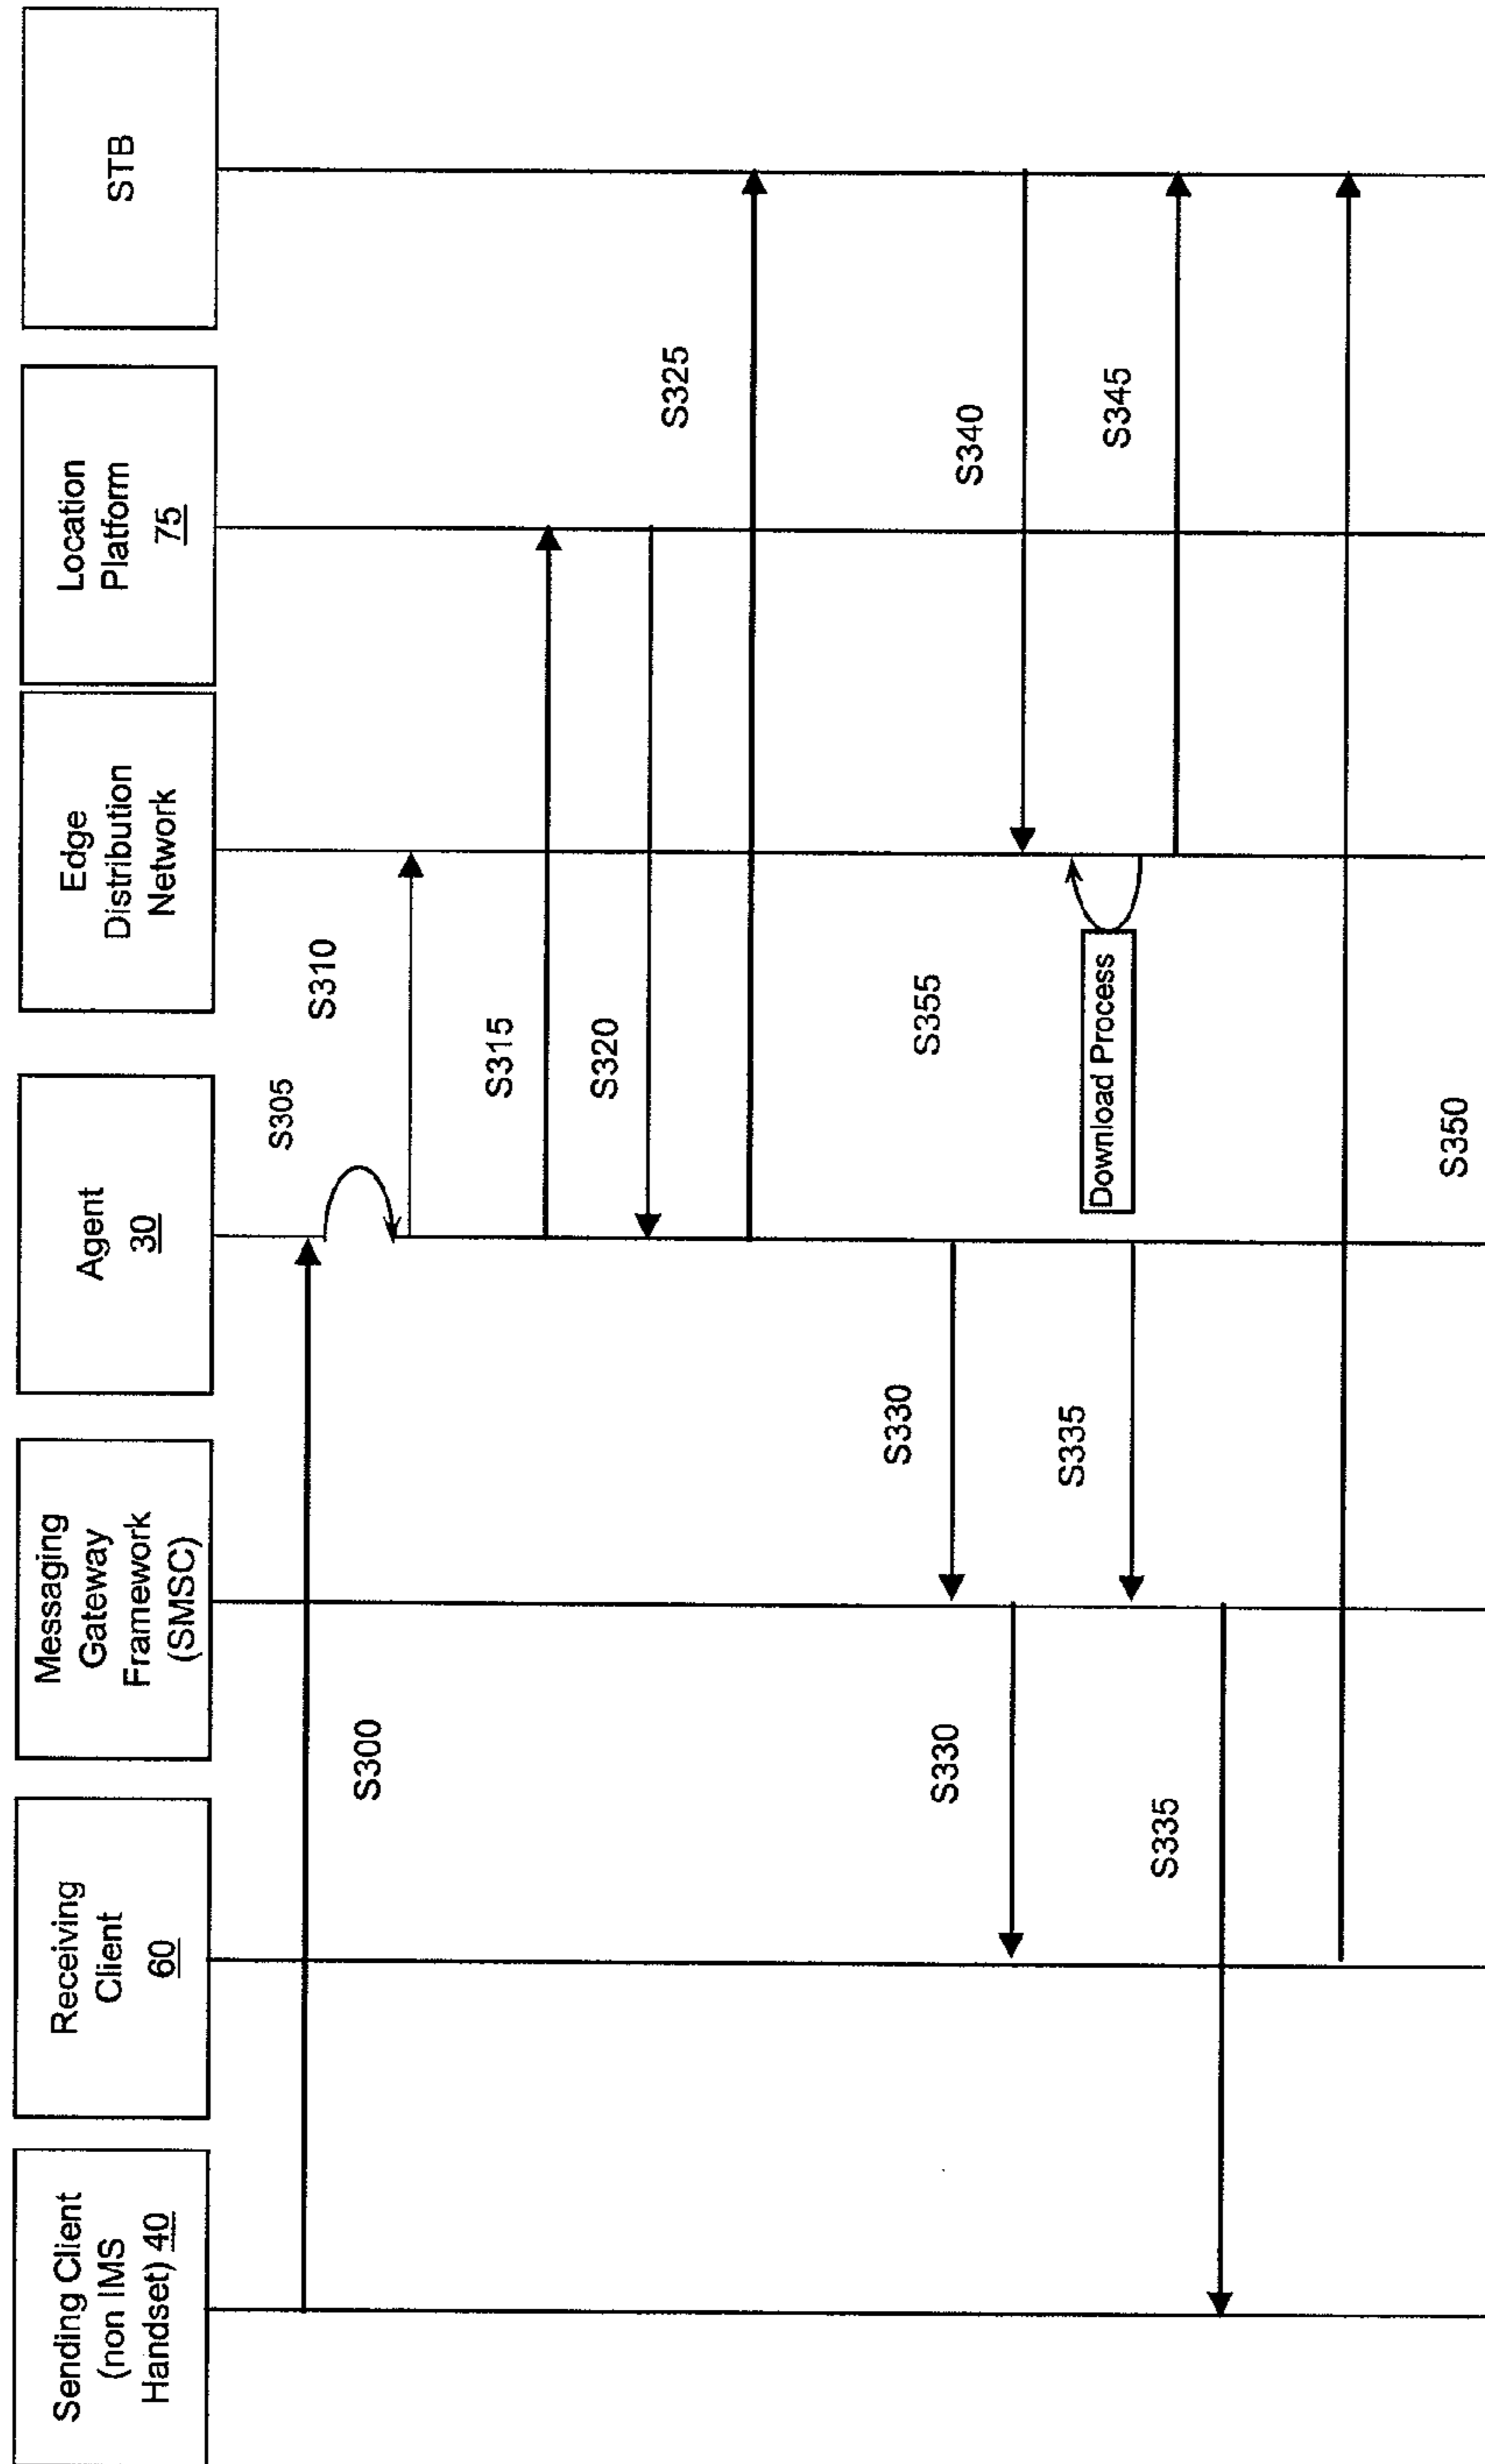 Sending Client
(non IMS
Handset) 40
Receiving
Client
60
Messaging
Gateway
Framework
(SMSC)
Agent
30
Edge
Distribution
Network
Location
Platform
75
STB
S300
S305
S310
S315
S320
S325
S330
S330
S335
S335
S340
S355
Download Process
S345
S350